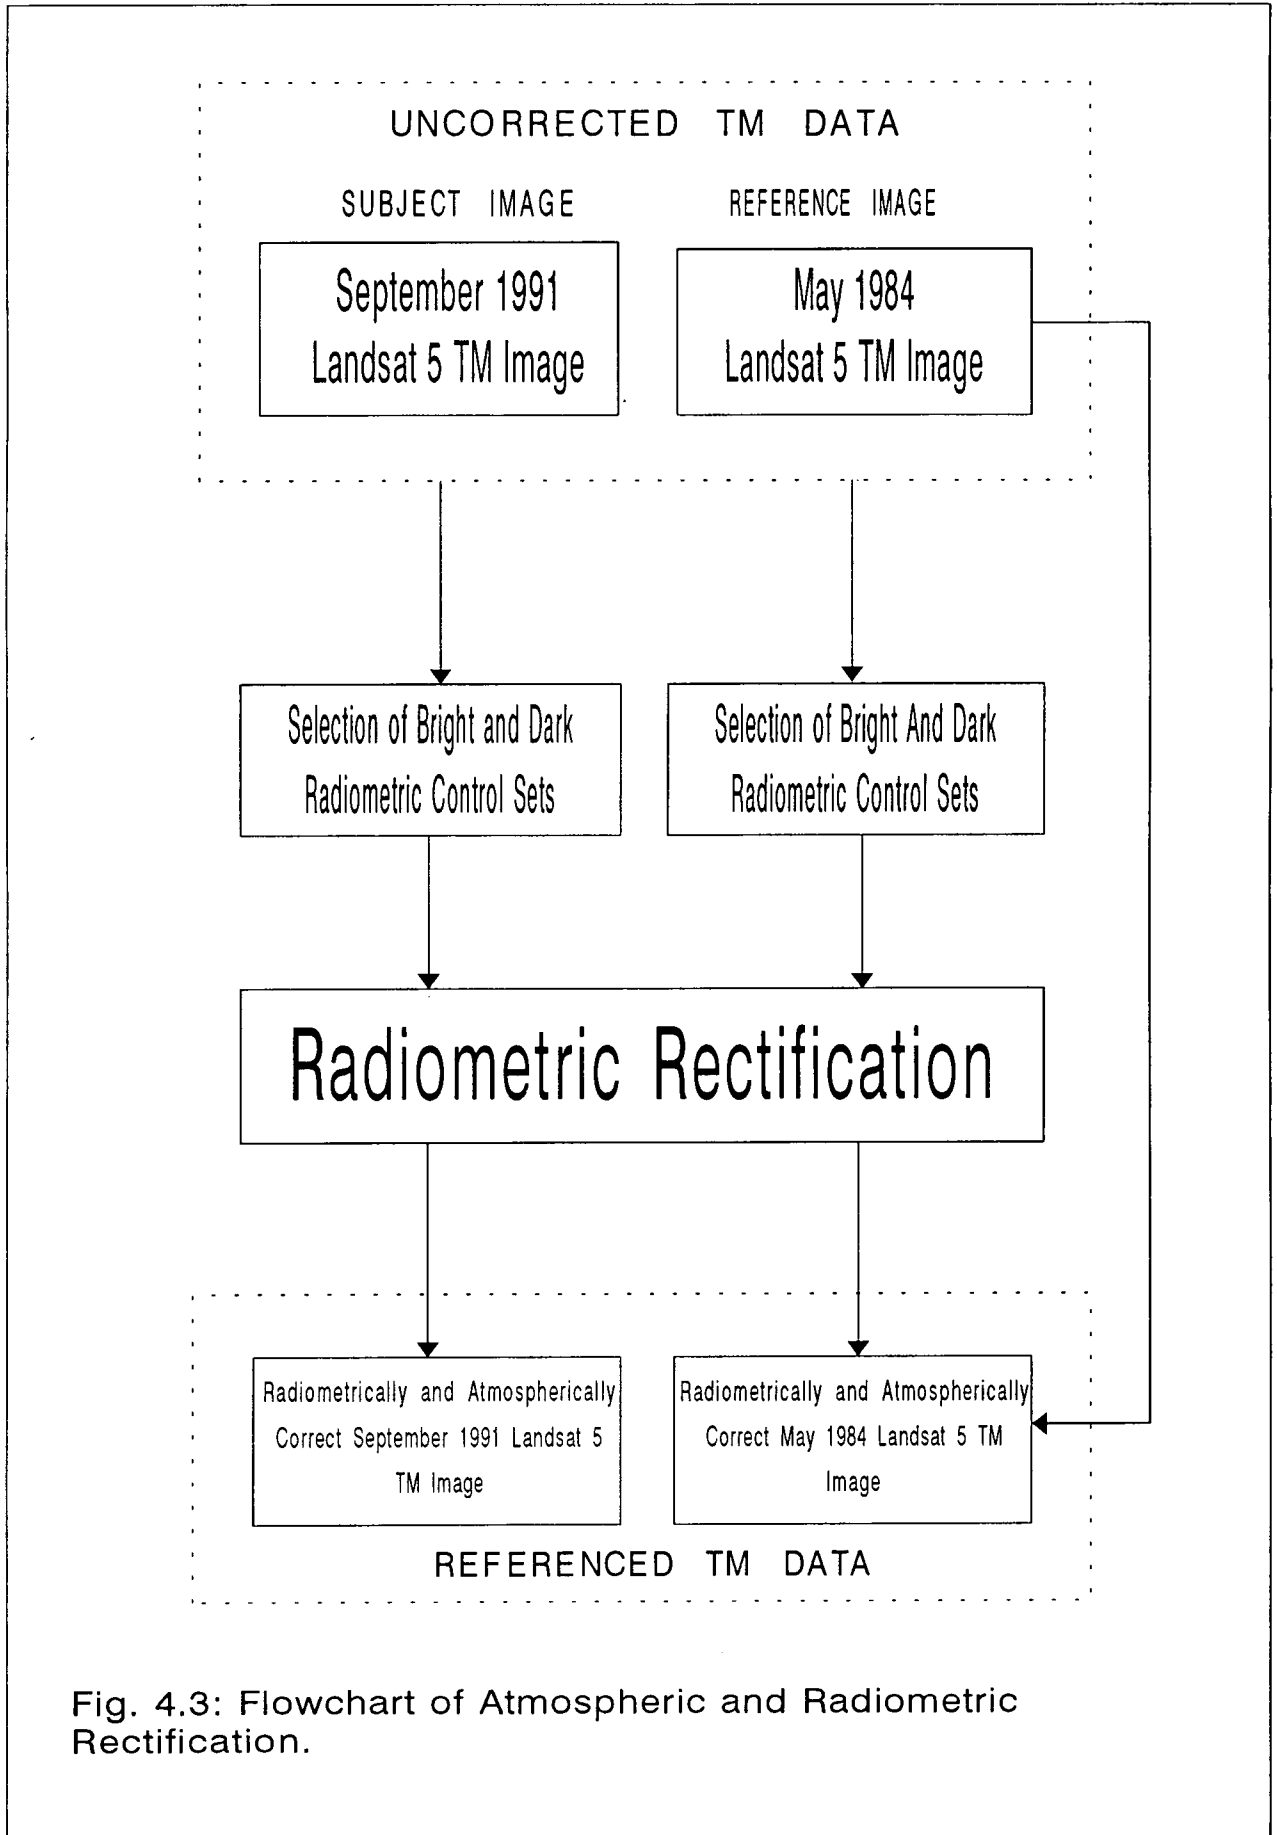 UNCORRECTED TM DATA
SUBJECT IMAGE
REFERENCE IMAGE
September 1991
Landsat 5 TM Image
May 1984
Landsat 5 TM Image
Selection of Bright and Dark
Radiometric Control Sets
Selection of Bright And Dark
Radiometric Control Sets
Radiometric Rectification
Radiometrically and Atmospherically
Correct September 1991 Landsat 5
TM Image
Radiometrically and Atmospherically
Correct May 1984 Landsat 5 TM
Image
REFERENCED TM DATA
Fig. 4.3: Flowchart of Atmospheric and Radiometric
Rectification.